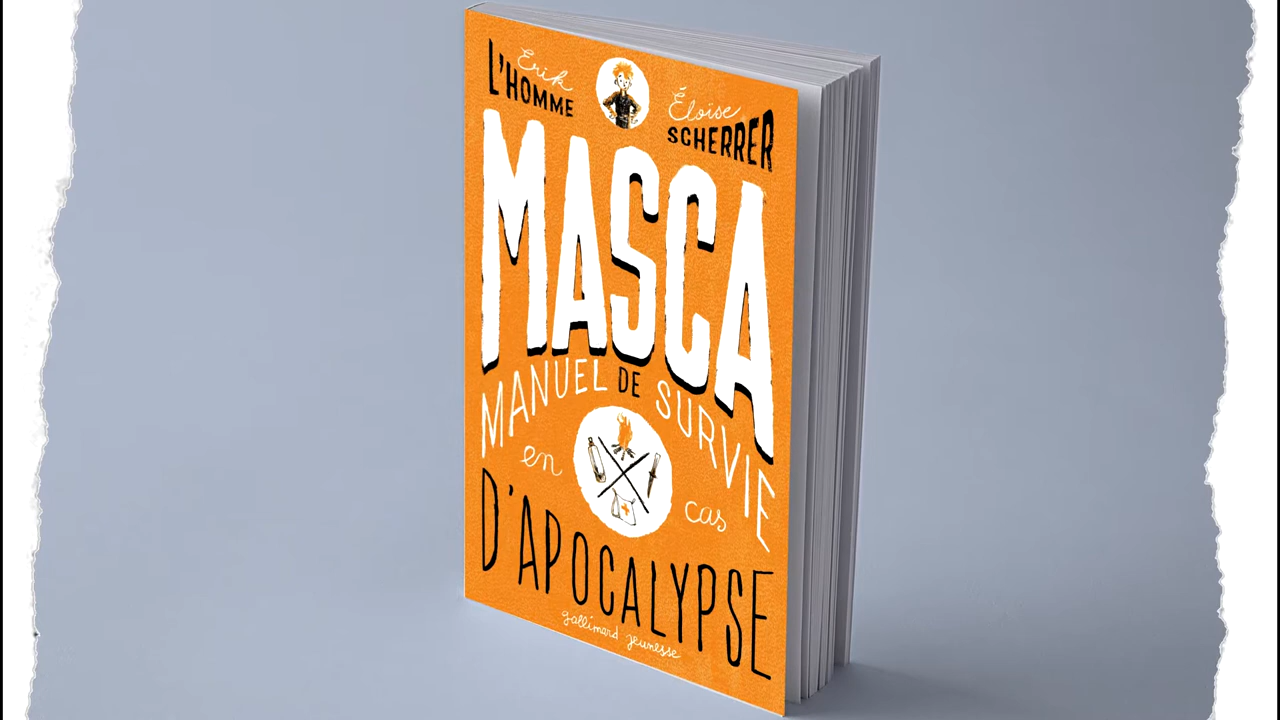 Erik
L'HOMME
Éloïse
SCHERRER
MASCA
MANUEL DE SURVIE
en cas
D'APOCALYPSE
gallimard jeunesse